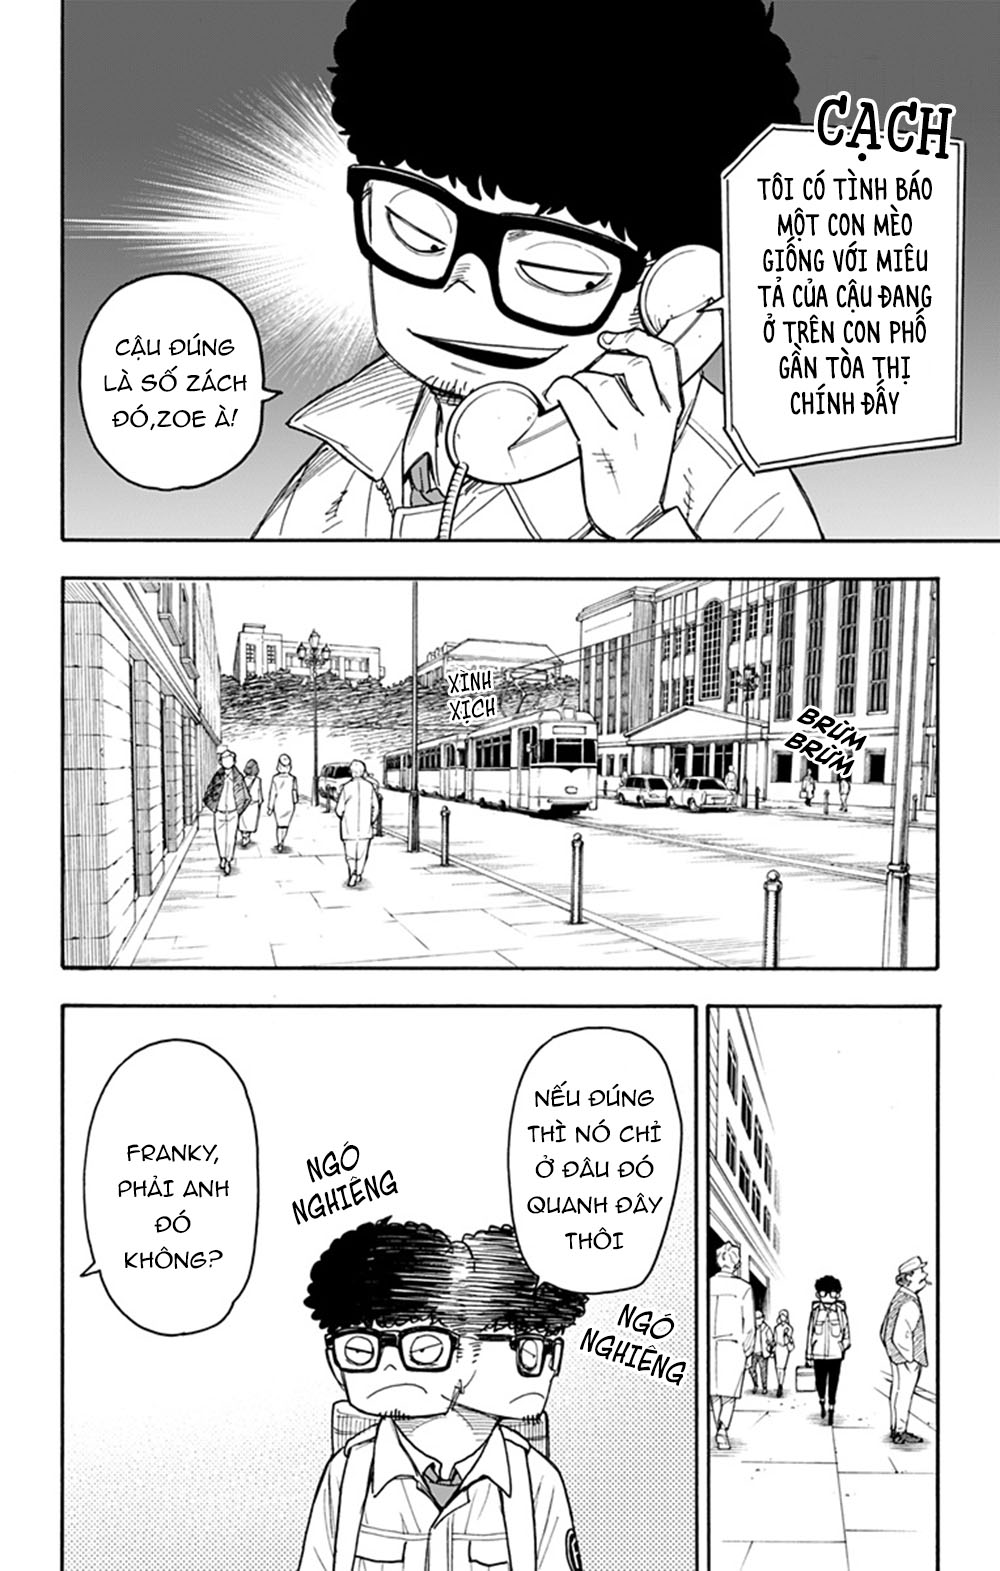 CẠCH
TÔI CÓ TÌNH BÁO
MỘT CON MÈO
GIỐNG VỚI MIÊU
TẢ CỦA CẬU ĐANG
Ở TRÊN CON PHỐ
GẦN TÒA THỊ
CHÍNH ĐẤY
CẬU ĐÚNG
LÀ SỐ ZÁCH
ĐÓ,ZOE À!
XÌNH
XỊCH
BRỪM
BRỪM
NẾU ĐÚNG
THÌ NÓ CHỈ
Ở ĐÂU ĐÓ
QUANH ĐÂY
THÔI
NGÓ
NGHIÊNG
NGÓ
NGHIÊNG
FRANKY,
PHẢI ANH
ĐÓ
KHÔNG?